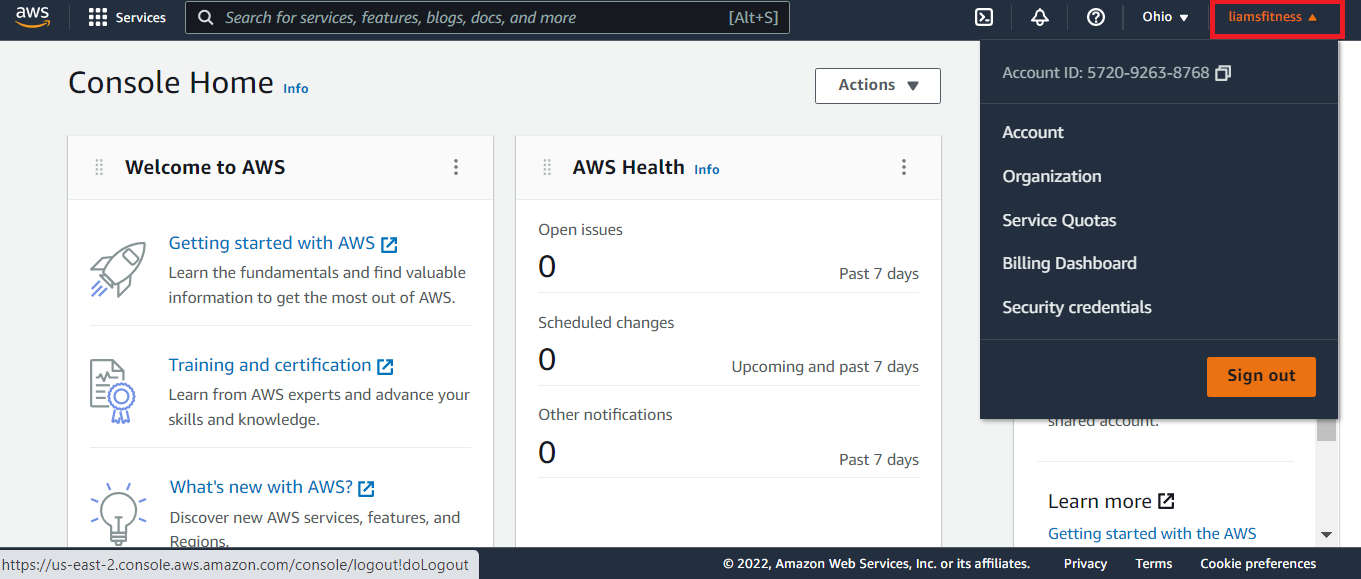 aws
Services
Search for services, features, blogs, docs, and more
[Alt+S]
Ohio
liamsfitness
Account ID: 5720-9263-8768
Account
Organization
Service Quotas
Billing Dashboard
Security credentials
Sign out
Console Home Info
Actions
Welcome to AWS
Getting started with AWS
Learn the fundamentals and find valuable
information to get the most out of AWS.
Training and certification
Learn from AWS experts and advance your
skills and knowledge.
What's new with AWS?
Discover new AWS services, features, and
Regions.
AWS Health Info
Open issues
0
Past 7 days
Scheduled changes
0
Upcoming and past 7 days
Other notifications
0
Past 7 days
shared account.
Learn more
Getting started with the AWS
https://us-east-2.console.aws.amazon.com/console/logout!doLogout
© 2022, Amazon Web Services, Inc. or its affiliates.
Privacy
Terms
Cookie preferences